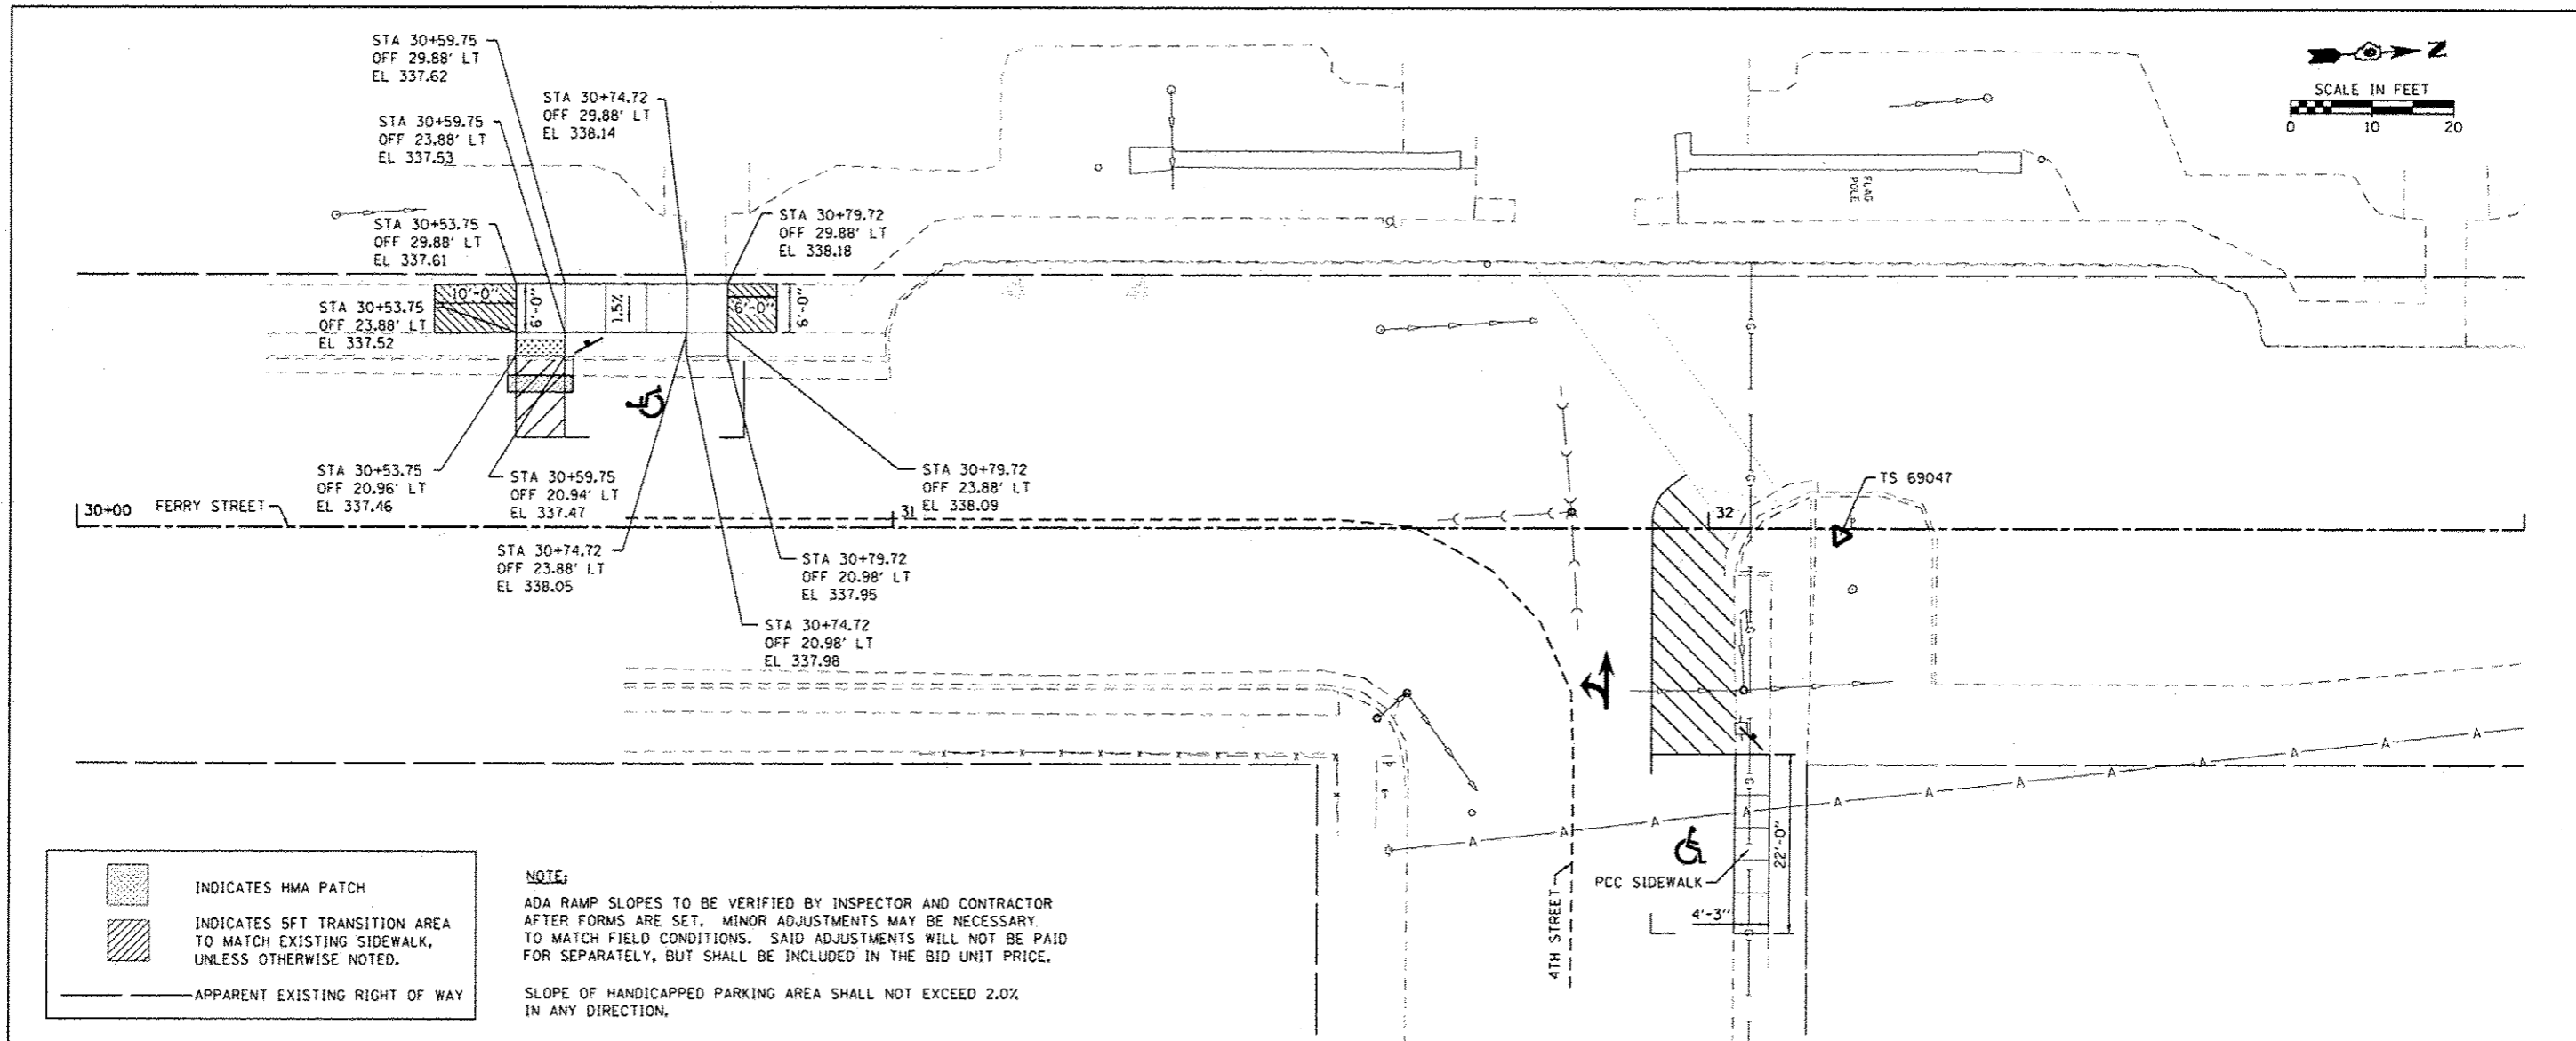 STA 30+59.75
OFF 29.88' LT
EL 337.62
STA 30+74.72
OFF 29.88' LT
EL 338.14
N
SCALE IN FEET
0 10 20
STA 30+59.75
OFF 23.88' LT
EL 337.53
STA 30+53.75
OFF 29.88' LT
EL 337.61
STA 30+79.72
OFF 29.88' LT
EL 338.18
FLAG
POLE
10'-0"
6'-0"
1.5%
6'-0"
6'-0"
STA 30+53.75
OFF 23.88' LT
EL 337.52
STA 30+53.75
OFF 20.96' LT
EL 337.46
STA 30+59.75
OFF 20.94' LT
EL 337.47
STA 30+79.72
OFF 23.88' LT
EL 338.09
TS 69047
30+00 FERRY STREET
31
32
STA 30+74.72
OFF 23.88' LT
EL 338.05
STA 30+79.72
OFF 20.98' LT
EL 337.95
STA 30+74.72
OFF 20.98' LT
EL 337.98
G
G
G
G
G
A A A A A A A A A A A
PCC SIDEWALK
22'-0"
4'-3"
4TH STREET
INDICATES HMA PATCH
INDICATES 5FT TRANSITION AREA
TO MATCH EXISTING SIDEWALK,
UNLESS OTHERWISE NOTED.
APPARENT EXISTING RIGHT OF WAY
NOTE:
ADA RAMP SLOPES TO BE VERIFIED BY INSPECTOR AND CONTRACTOR
AFTER FORMS ARE SET. MINOR ADJUSTMENTS MAY BE NECESSARY
TO MATCH FIELD CONDITIONS. SAID ADJUSTMENTS WILL NOT BE PAID
FOR SEPARATELY, BUT SHALL BE INCLUDED IN THE BID UNIT PRICE.
SLOPE OF HANDICAPPED PARKING AREA SHALL NOT EXCEED 2.0%
IN ANY DIRECTION.